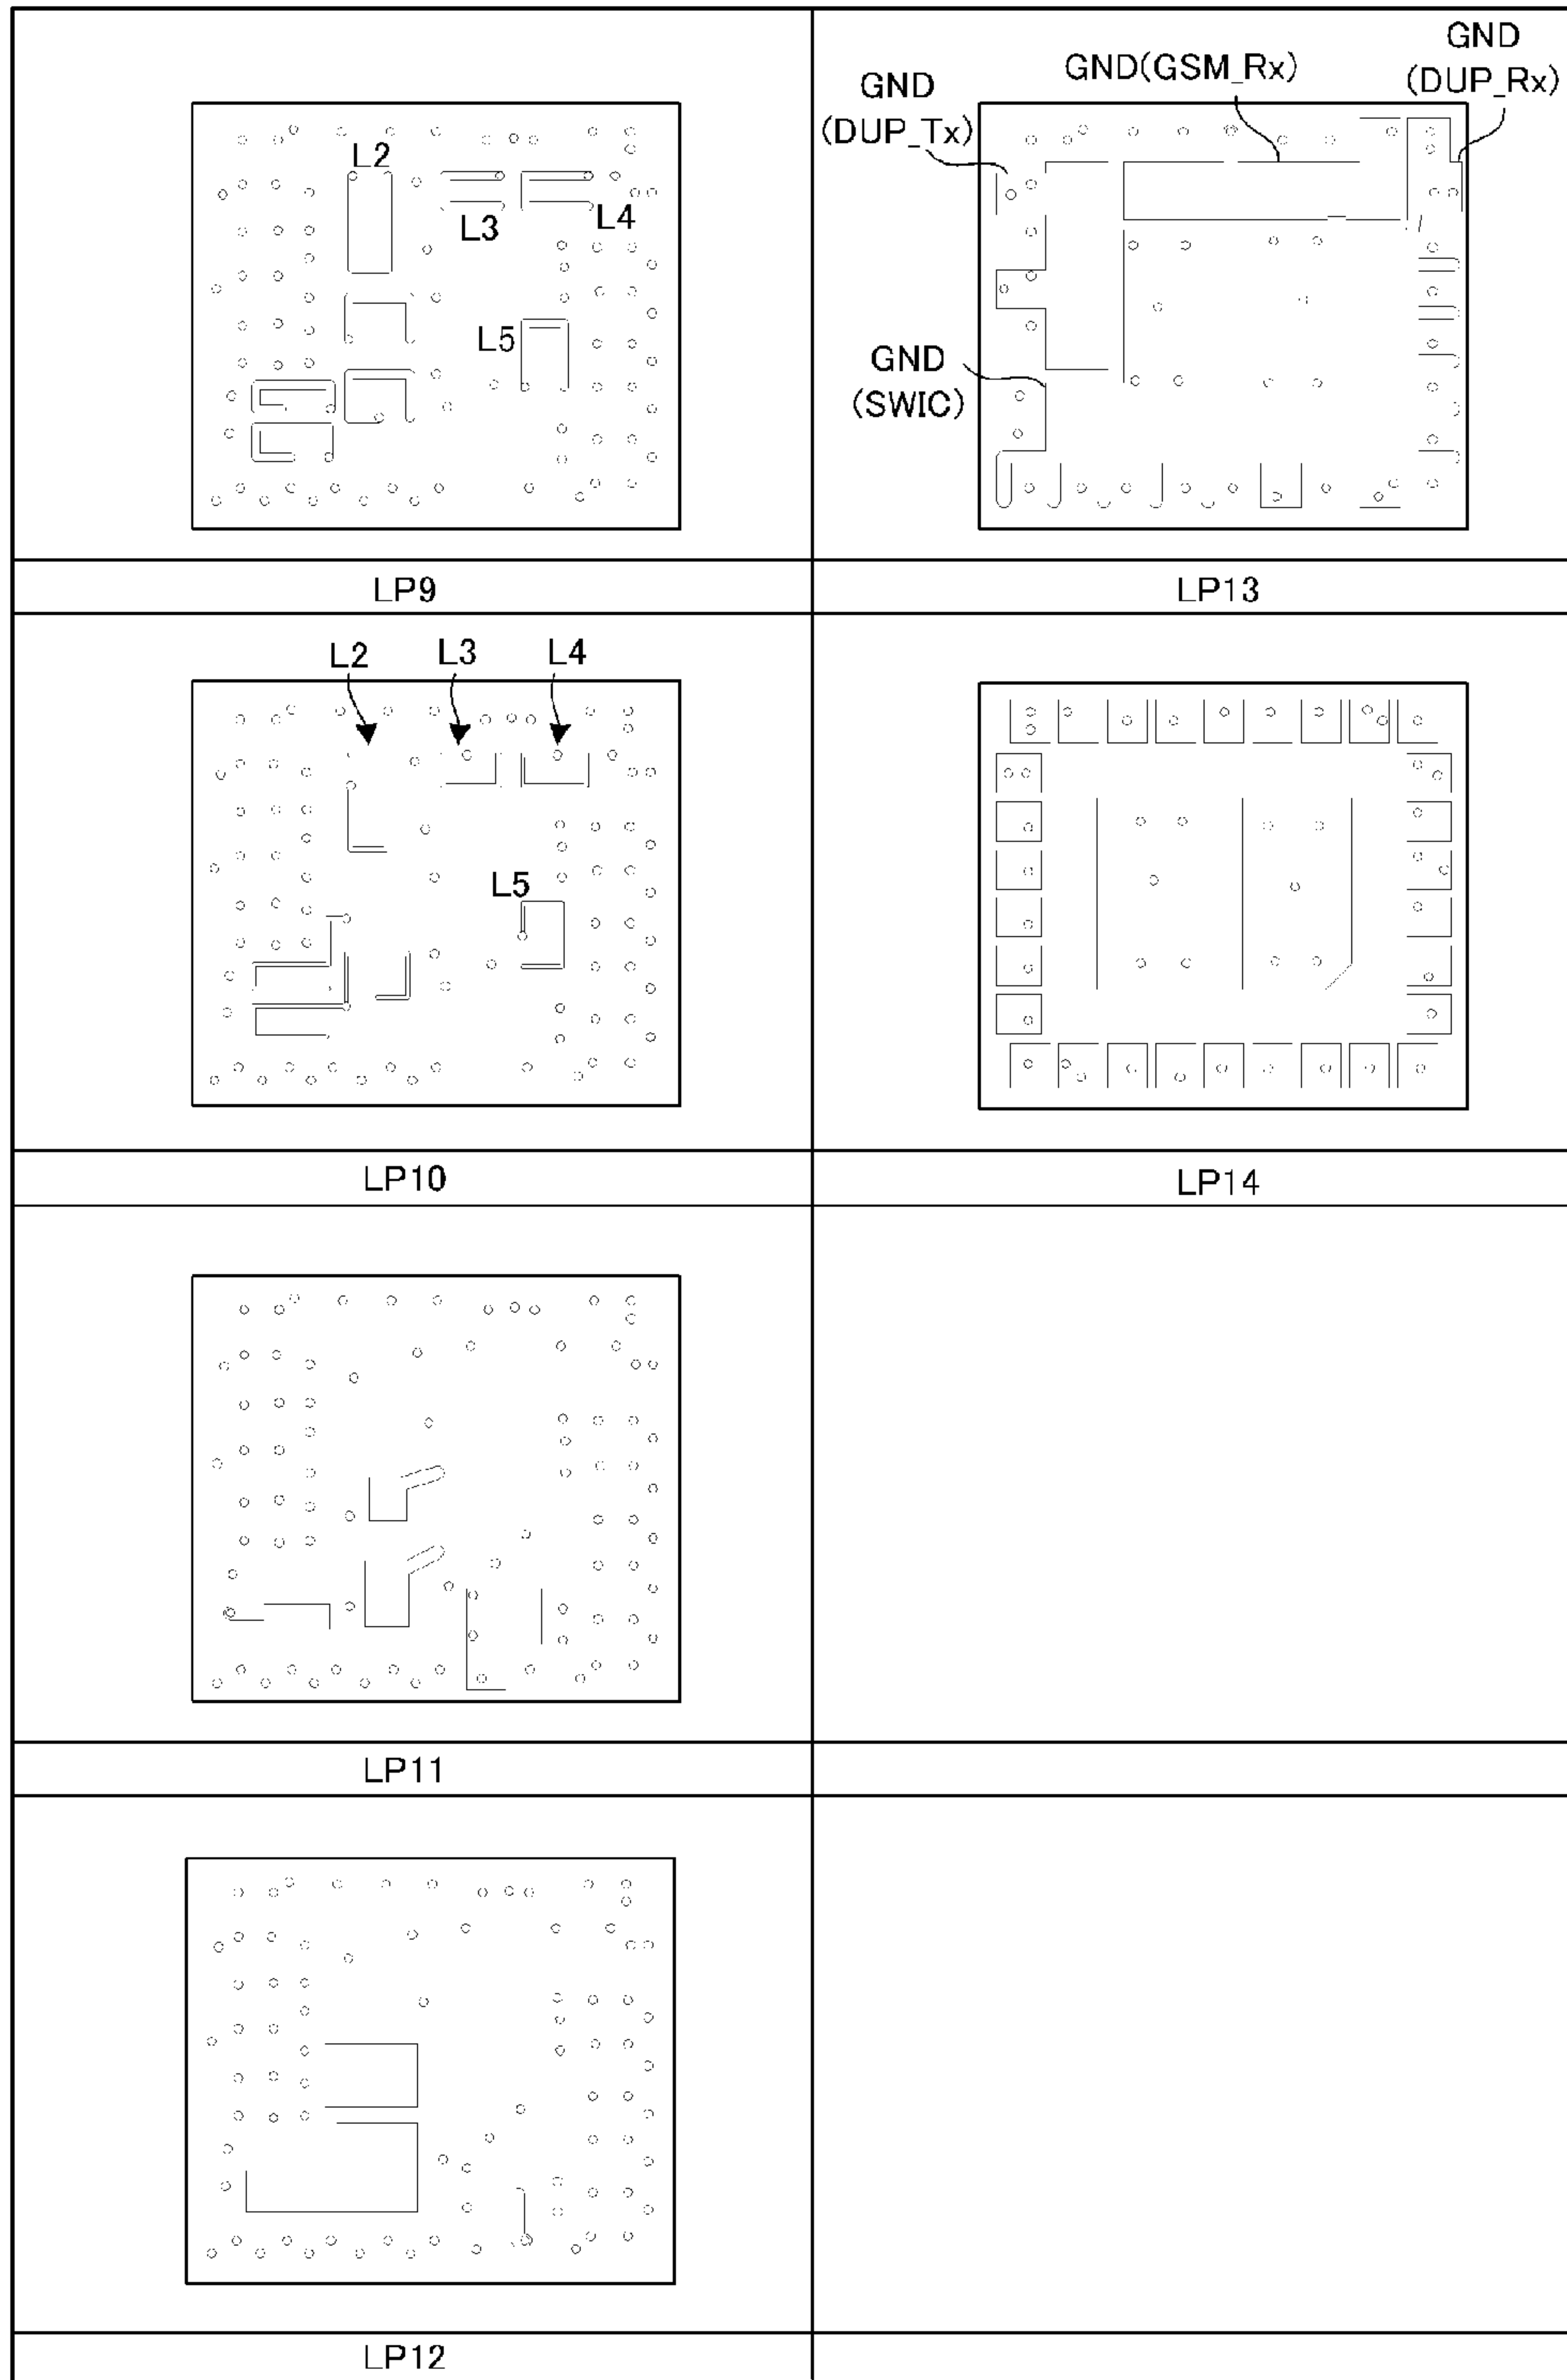 L2
L3
L4
L5
LP9
GND
(DUP_Tx)
GND(GSM_Rx)
GND
(DUP_Rx)
GND
(SWIC)
LP13
L2
L3
L4
L5
LP10
LP14
LP11
LP12